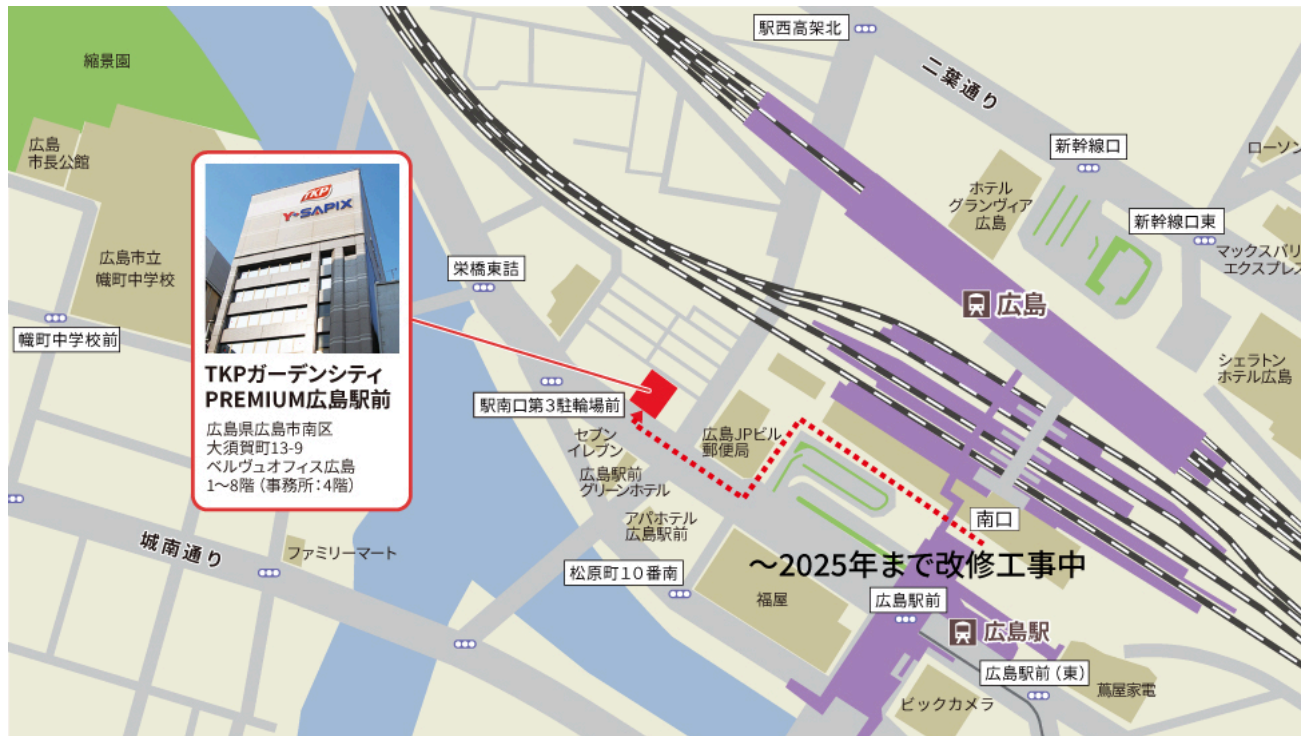 縮景園
広島
市長公館
広島市立
幟町中学校
幟町中学校前
TKP
Y-SAPIX
TKPガーデンシティ
PREMIUM広島駅前
広島県広島市南区
大須賀町13-9
ベルヴュオフィス広島
1～8階（事務所：4階）
駅西高架北
二葉通り
新幹線口
ローソン
ホテル
グランヴィア
広島
新幹線口東
マックスバリ
エクスプレス
栄橋東詰
広島
シェラトン
ホテル広島
駅南口第3駐輪場前
セブン
イレブン
広島JPビル
郵便局
広島駅前
グリーンホテル
アパホテル
広島駅前
南口
城南通り
ファミリーマート
松原町10番南
～2025年まで改修工事中
福屋
広島駅前
広島駅
広島駅前（東）
ビックカメラ
蔦屋家電